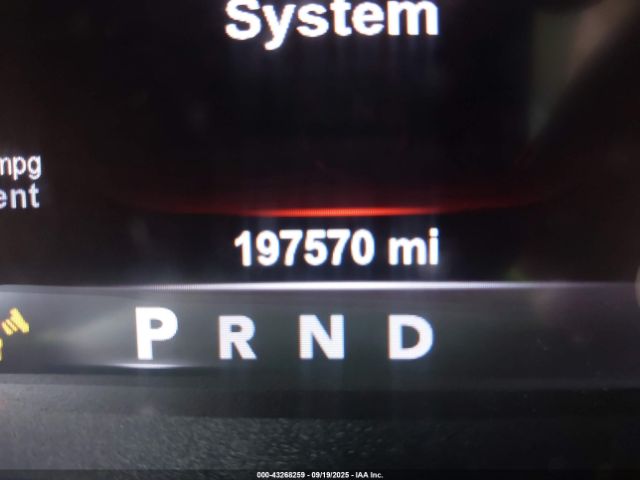 System
mpg
ent
197570 mi
P R N D
000-43268259 - 09/19/2025 - IAA Inc.